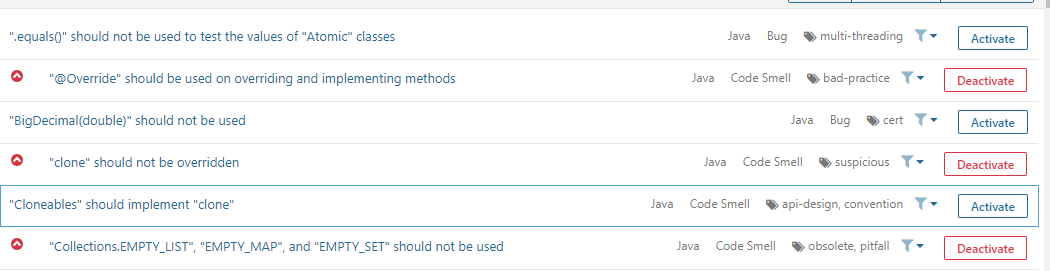 ".equals()" should not be used to test the values of "Atomic" classes Java Bug multi-threading Activate
"@Override" should be used on overriding and implementing methods Java Code Smell bad-practice Deactivate
"BigDecimal(double)" should not be used Java Bug cert Activate
"clone" should not be overridden Java Code Smell suspicious Deactivate
"Cloneables" should implement "clone" Java Code Smell api-design, convention Activate
"Collections.EMPTY_LIST", "EMPTY_MAP", and "EMPTY_SET" should not be used Java Code Smell obsolete, pitfall Deactivate